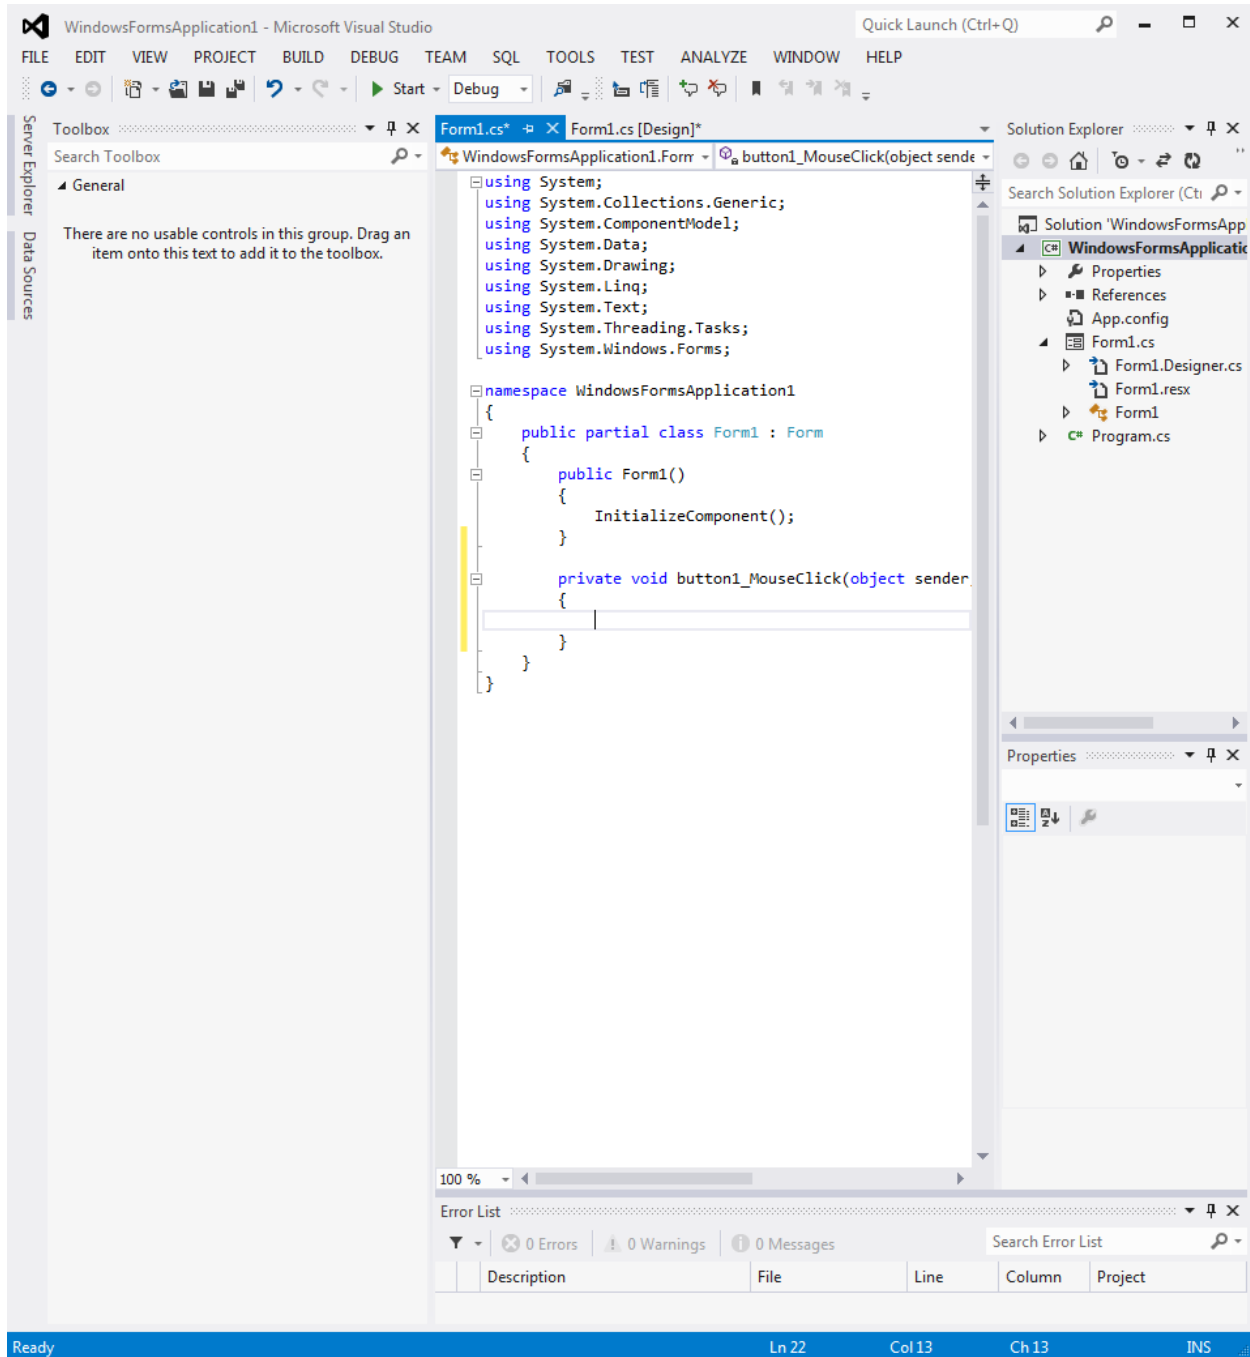 WindowsFormsApplication1 - Microsoft Visual Studio
Quick Launch (Ctrl+Q)
FILE EDIT VIEW PROJECT BUILD DEBUG TEAM SQL TOOLS TEST ANALYZE WINDOW HELP
Start Debug
Server Explorer
Data Sources
Toolbox
Search Toolbox
General
There are no usable controls in this group. Drag an
item onto this text to add it to the toolbox.
Form1.cs* Form1.cs [Design]*
WindowsFormsApplication1.Form button1_MouseClick(object sende
using System;
using System.Collections.Generic;
using System.ComponentModel;
using System.Data;
using System.Drawing;
using System.Linq;
using System.Text;
using System.Threading.Tasks;
using System.Windows.Forms;
namespace WindowsFormsApplication1
{
public partial class Form1 : Form
{
public Form1()
{
InitializeComponent();
}
private void button1_MouseClick(object sender,
{
}
}
}
100 %
Solution Explorer
Search Solution Explorer (Ctr
Solution 'WindowsFormsApp
C# WindowsFormsApplicatio
Properties
References
App.config
Form1.cs
Form1.Designer.cs
Form1.resx
Form1
C# Program.cs
Properties
Error List
0 Errors 0 Warnings 0 Messages
Search Error List
Description File Line Column Project
Ready Ln 22 Col 13 Ch 13 INS